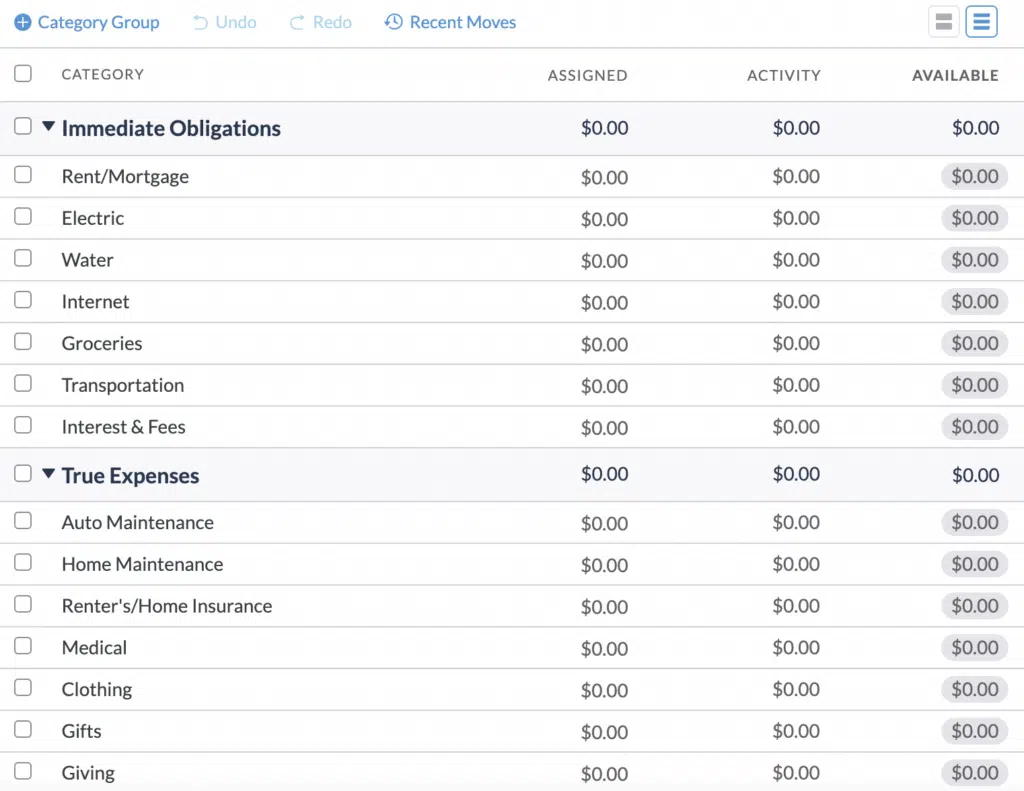 Category Group Undo Redo Recent Moves
CATEGORY ASSIGNED ACTIVITY AVAILABLE
Immediate Obligations $0.00 $0.00 $0.00
Rent/Mortgage $0.00 $0.00 $0.00
Electric $0.00 $0.00 $0.00
Water $0.00 $0.00 $0.00
Internet $0.00 $0.00 $0.00
Groceries $0.00 $0.00 $0.00
Transportation $0.00 $0.00 $0.00
Interest & Fees $0.00 $0.00 $0.00
True Expenses $0.00 $0.00 $0.00
Auto Maintenance $0.00 $0.00 $0.00
Home Maintenance $0.00 $0.00 $0.00
Renter's/Home Insurance $0.00 $0.00 $0.00
Medical $0.00 $0.00 $0.00
Clothing $0.00 $0.00 $0.00
Gifts $0.00 $0.00 $0.00
Giving $0.00 $0.00 $0.00